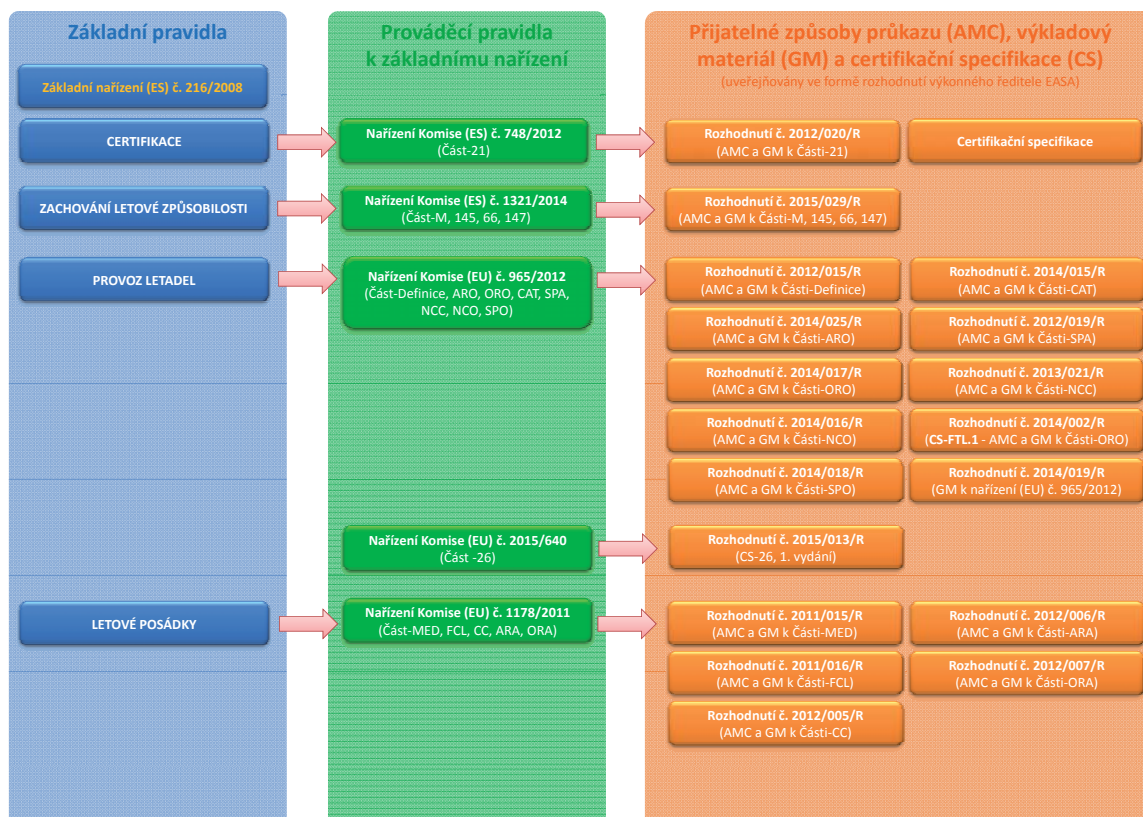 Základní pravidla
Základní nařízení (ES) č. 216/2008
CERTIFIKACE
ZACHOVÁNÍ LETOVÉ ZPŮSOBILOSTI
PROVOZ LETADEL
LETOVÉ POSÁDKY
Prováděcí pravidla
k základnímu nařízení
Nařízení Komise (ES) č. 748/2012
(Část-21)
Nařízení Komise (ES) č. 1321/2014
(Část-M, 145, 66, 147)
Nařízení Komise (EU) č. 965/2012
(Část-Definice, ARO, ORO, CAT, SPA,
NCC, NCO, SPO)
Nařízení Komise (EU) č. 2015/640
(Část -26)
Nařízení Komise (EU) č. 1178/2011
(Část-MED, FCL, CC, ARA, ORA)
Přijatelné způsoby průkazu (AMC), výkladový
materiál (GM) a certifikační specifikace (CS)
(uveřejňovány ve formě rozhodnutí výkonného ředitele EASA)
Rozhodnutí č. 2012/020/R
(AMC a GM k Části-21)
Certifikační specifikace
Rozhodnutí č. 2015/029/R
(AMC a GM k Části-M, 145, 66, 147)
Rozhodnutí č. 2012/015/R
(AMC a GM k Části-Definice)
Rozhodnutí č. 2014/015/R
(AMC a GM k Části-CAT)
Rozhodnutí č. 2014/025/R
(AMC a GM k Části-ARO)
Rozhodnutí č. 2012/019/R
(AMC a GM k Části-SPA)
Rozhodnutí č. 2014/017/R
(AMC a GM k Části-ORO)
Rozhodnutí č. 2013/021/R
(AMC a GM k Části-NCC)
Rozhodnutí č. 2014/016/R
(AMC a GM k Části-NCO)
Rozhodnutí č. 2014/002/R
(CS-FTL.1 - AMC a GM k Části-ORO)
Rozhodnutí č. 2014/018/R
(AMC a GM k Části-SPO)
Rozhodnutí č. 2014/019/R
(GM k nařízení (EU) č. 965/2012)
Rozhodnutí č. 2015/013/R
(CS-26, 1. vydání)
Rozhodnutí č. 2011/015/R
(AMC a GM k Části-MED)
Rozhodnutí č. 2012/006/R
(AMC a GM k Části-ARA)
Rozhodnutí č. 2011/016/R
(AMC a GM k Části-FCL)
Rozhodnutí č. 2012/007/R
(AMC a GM k Části-ORA)
Rozhodnutí č. 2012/005/R
(AMC a GM k Části-CC)